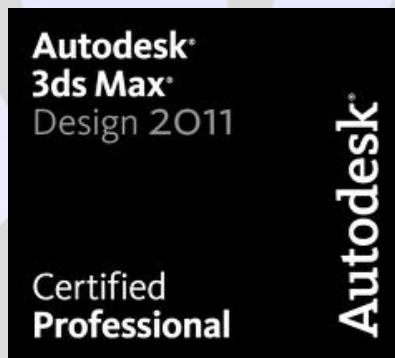 Autodesk®
3ds Max®
Design 2011
Certified
Professional
Autodesk®